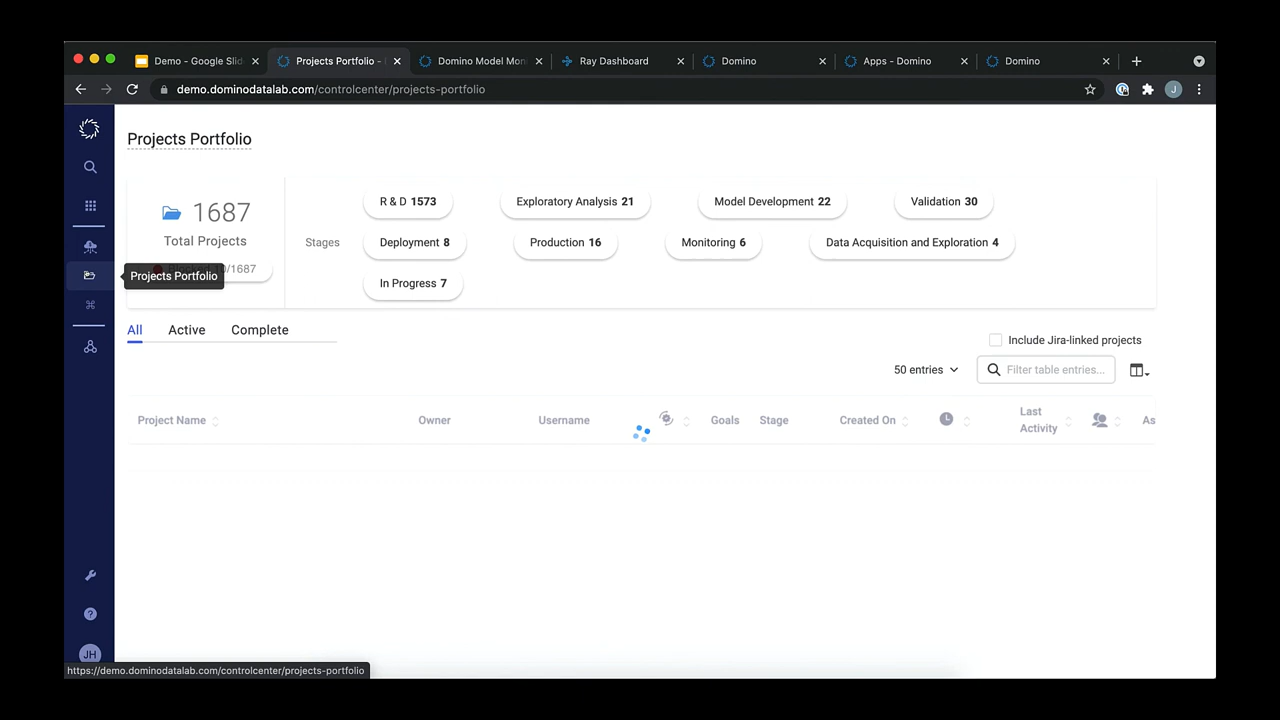 Demo - Google Slid
Projects Portfolio -
Domino Model Mon
Ray Dashboard
Domino
Apps - Domino
Domino
demo.dominodatalab.com/controlcenter/projects-portfolio
J
Projects Portfolio
1687
Total Projects
/1687
Projects Portfolio
Stages
R & D 1573
Exploratory Analysis 21
Model Development 22
Validation 30
Deployment 8
Production 16
Monitoring 6
Data Acquisition and Exploration 4
In Progress 7
All
Active
Complete
Include Jira-linked projects
50 entries
Filter table entries...
Project Name
Owner
Username
Goals
Stage
Created On
Last
Activity
As
JH
https://demo.dominodatalab.com/controlcenter/projects-portfolio